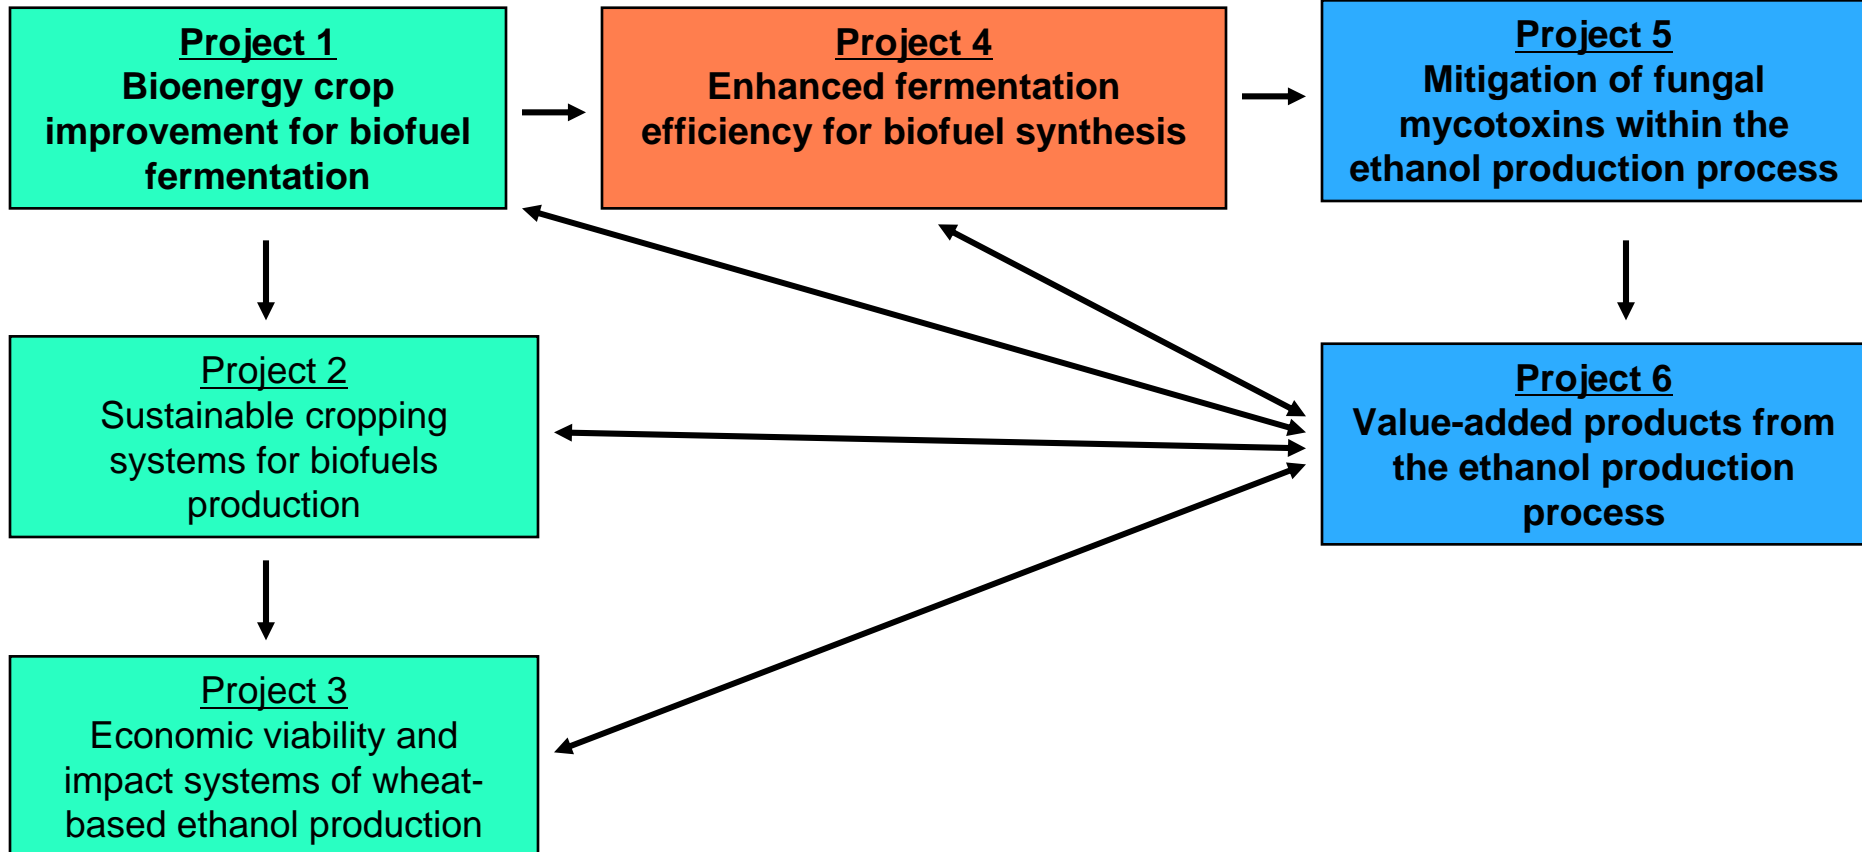 Project 1
Bioenergy crop
improvement for biofuel
fermentation
Project 4
Enhanced fermentation
efficiency for biofuel synthesis
Project 5
Mitigation of fungal
mycotoxins within the
ethanol production process
Project 2
Sustainable cropping
systems for biofuels
production
Project 6
Value-added products from
the ethanol production
process
Project 3
Economic viability and
impact systems of wheat-
based ethanol production